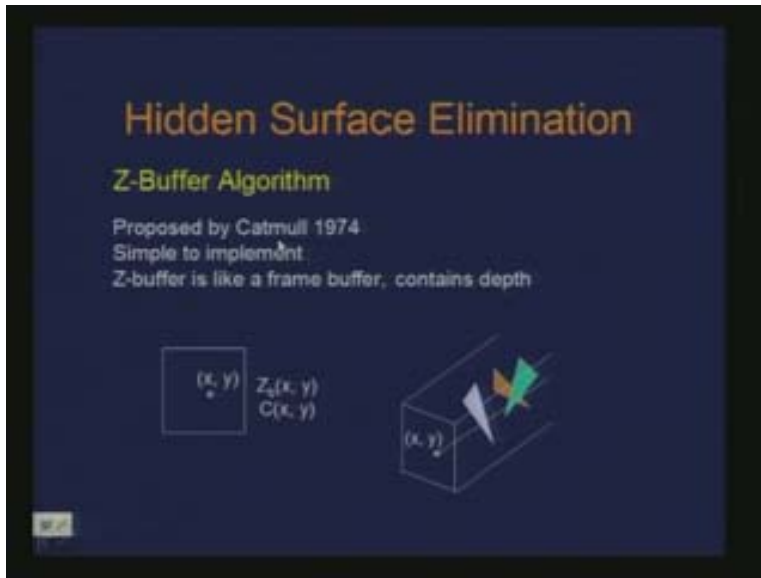 Hidden Surface Elimination
Z-Buffer Algorithm
Proposed by Catmull 1974
Simple to implement
Z-buffer is like a frame buffer, contains depth
(x, y)
Zb(x, y)
C(x, y)
(x, y)